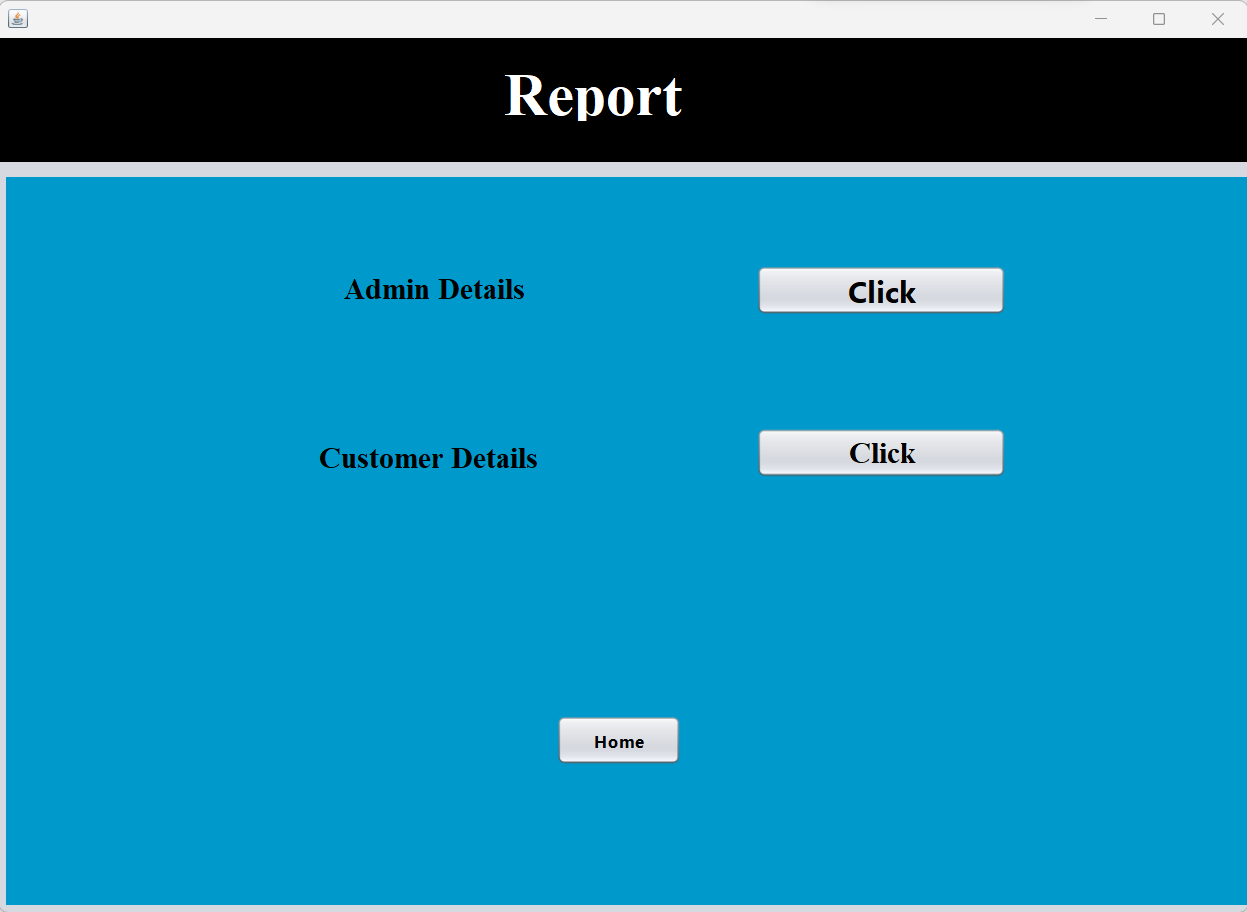 Report
Admin Details
Click
Customer Details
Click
Home